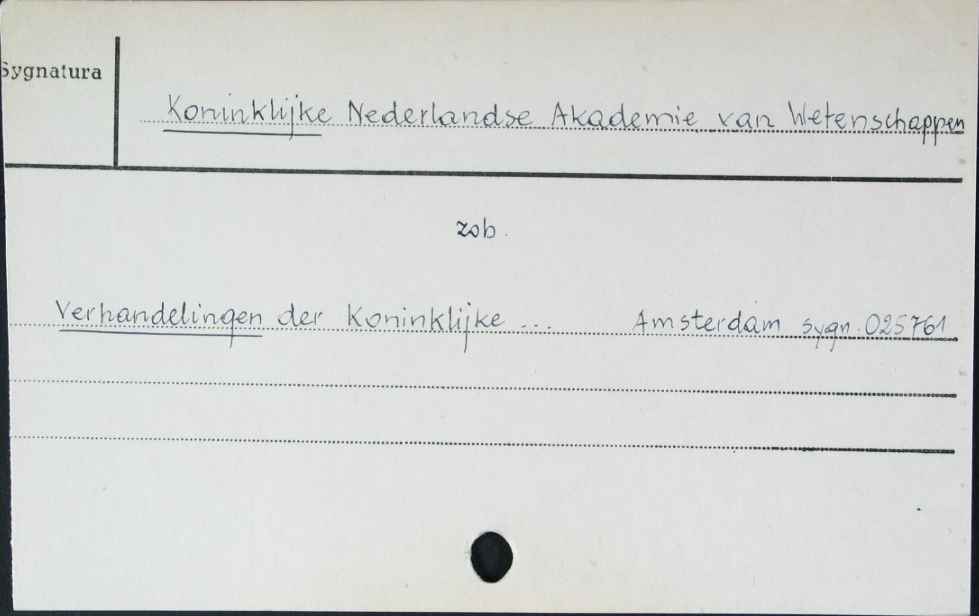 Sygnatura
Koninklijke Nederlandse Akademie van Wetenschappen
zob.
Verhandelingen der Koninklijke ... Amsterdam sygn. 025761